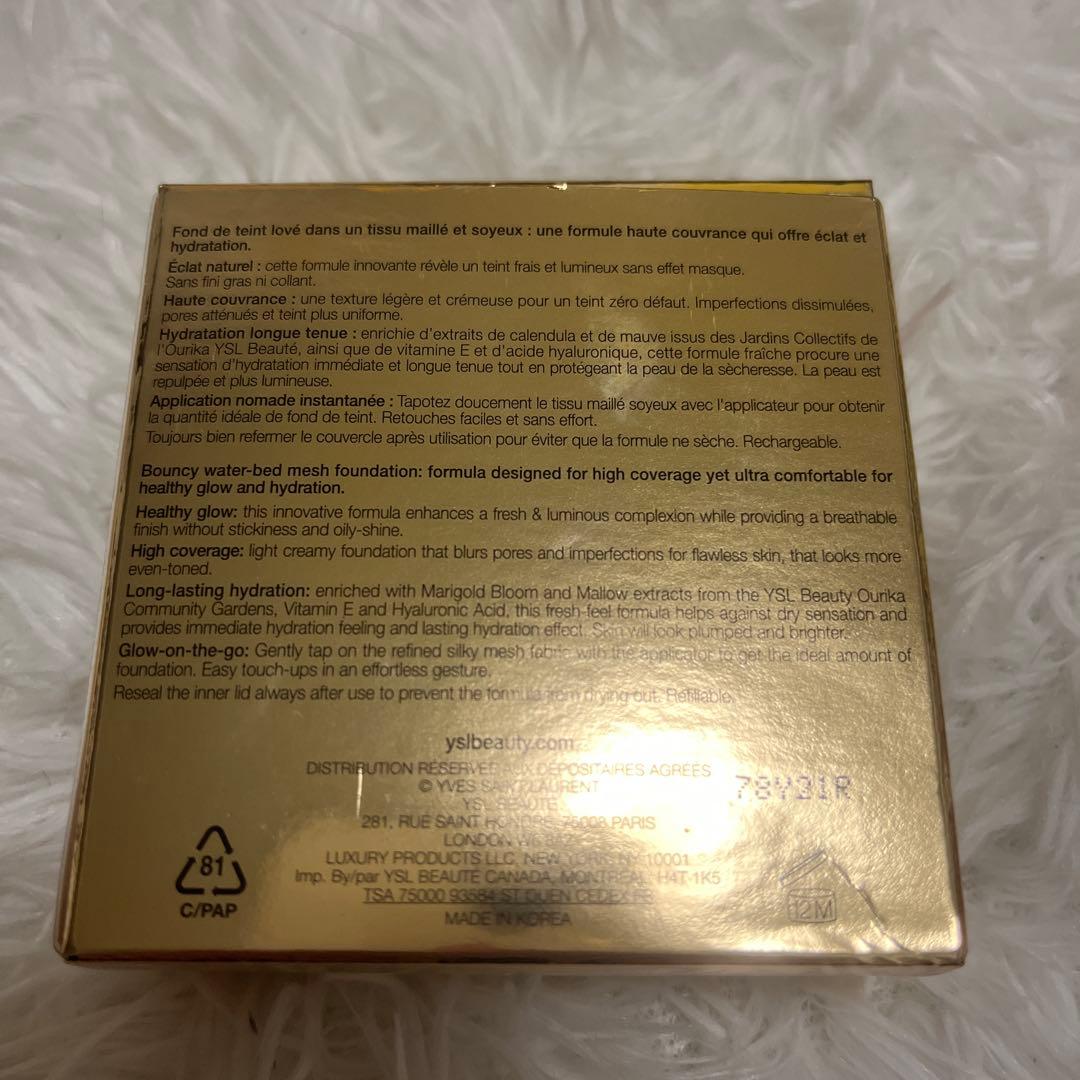 Fond de teint lové dans un tissu maillé et soyeux : une formule haute couvrance qui offre éclat et
hydratation.
Éclat naturel : cette formule innovante révèle un teint frais et lumineux sans effet masque.
Sans fini gras ni collant.
Haute couvrance : une texture légère et crémeuse pour un teint zéro défaut. Imperfections dissimulées,
pores atténués et teint plus uniforme.
Hydratation longue tenue : enrichie d'extraits de calendula et de mauve issus des Jardins Collectifs de
l'Ourika YSL Beauté, ainsi que de vitamine E et d'acide hyaluronique, cette formule fraîche procure une
sensation d'hydratation immédiate et longue tenue tout en protégeant la peau de la sècheresse. La peau est
repulpée et plus lumineuse.
Application nomade instantanée : Tapotez doucement le tissu maillé soyeux avec l'applicateur pour obtenir
la quantité idéale de fond de teint. Retouches faciles et sans effort.
Toujours bien refermer le couvercle après utilisation pour éviter que la formule ne sèche. Rechargeable.
Bouncy water-bed mesh foundation: formula designed for high coverage yet ultra comfortable for
healthy glow and hydration.
Healthy glow: this innovative formula enhances a fresh & luminous complexion while providing a breathable
finish without stickiness and oily-shine.
High coverage: light creamy foundation that blurs pores and imperfections for flawless skin, that looks more
even-toned.
Long-lasting hydration: enriched with Marigold Bloom and Mallow extracts from the YSL Beauty Ourika
Community Gardens, Vitamin E and Hyaluronic Acid, this fresh-feel formula helps against dry sensation and
provides immediate hydration feeling and lasting hydration effect. Skin will look plumped and brighter.
Glow-on-the-go: Gently tap on the refined silky mesh fabric with the applicator to get the ideal amount of
foundation. Easy touch-ups in an effortless gesture.
Reseal the inner lid always after use to prevent the formula from drying out. Refillable.
yslbeauty.com
DISTRIBUTION RÉSERVÉE AUX DÉPOSITAIRES AGRÉÉS
© YVES SAINT LAURENT
78V31R
YSL BEAUTÉ
281, RUE SAINT HONORÉ 75008 PARIS
LONDON
LUXURY PRODUCTS LLC, NEW YORK, NY 10001
Imp. By/par YSL BEAUTÉ CANADA, MONTRÉAL, H4T 1K5
TSA 75000 93584 ST OUEN CEDEX FR
MADE IN KOREA
81
C/PAP
12M